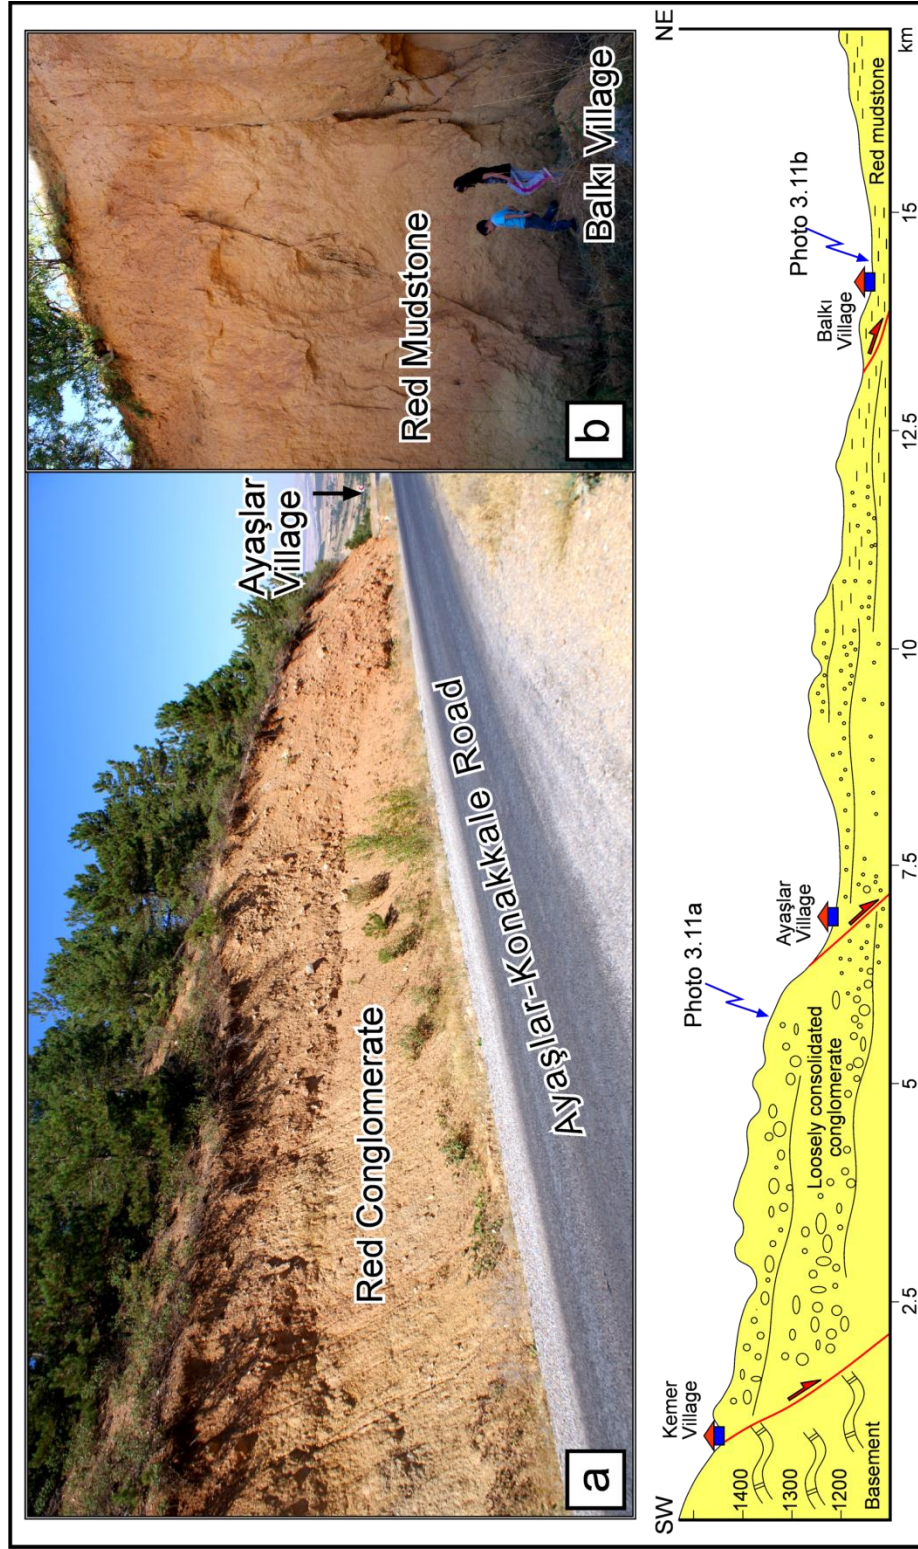 a
Red Conglomerate
Ayaşlar-Konakkale Road
Ayaşlar
Village
b
Red Mudstone
Balkı Village
SW
NE
Kemer
Village
Photo 3.11a
Ayaşlar
Village
Balkı
Village
Photo 3.11b
1400
1300
1200
Basement
Loosely consolidated
conglomerate
Red mudstone
2.5
5
7.5
10
12.5
15
km